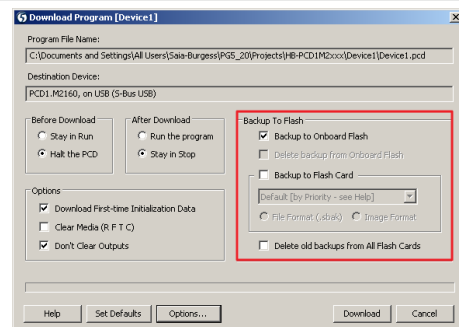 Download Program [Device1]
Program File Name:
C:\Documents and Settings\All Users\Saia-Burgess\PG5_20\Projects\HB-PCD1M2xxx\Device1\Device1.pcd
Destination Device:
PCD1.M2160, on USB (S-Bus USB)
Before Download
Stay in Run
Halt the PCD
After Download
Run the program
Stay in Stop
Options
Download First-time Initialization Data
Clear Media (R F T C)
Don't Clear Outputs
Backup To Flash
Backup to Onboard Flash
Delete backup from Onboard Flash
Backup to Flash Card
Default [by Priority - see Help]
File Format (.sbak)
Image Format
Delete old backups from All Flash Cards
Help
Set Defaults
Options...
Download
Cancel